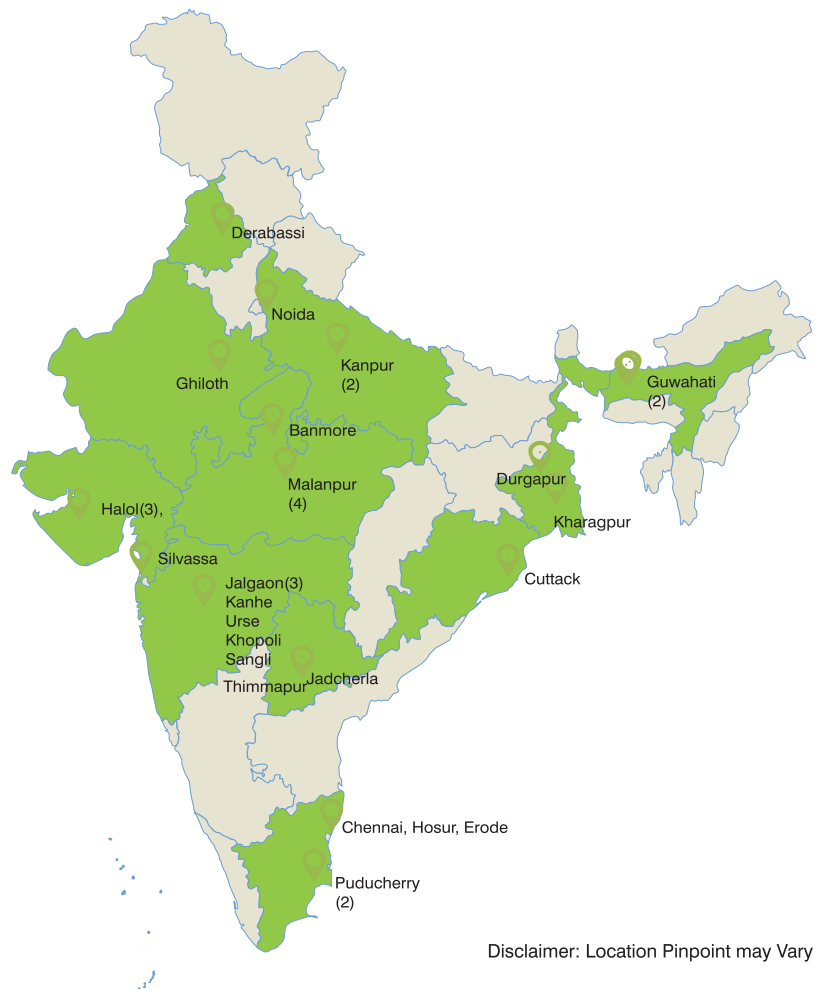 Derabassi
Noida
Kanpur
(2)
Ghiloth
Guwahati
(2)
Banmore
Durgapur
Malanpur
(4)
Halol(3),
Kharagpur
Silvassa
Cuttack
Jalgaon(3)
Kanhe
Urse
Khopoli
Sangli
Jadcherla
Thimmapur
Chennai, Hosur, Erode
Puducherry
(2)
Disclaimer: Location Pinpoint may Vary